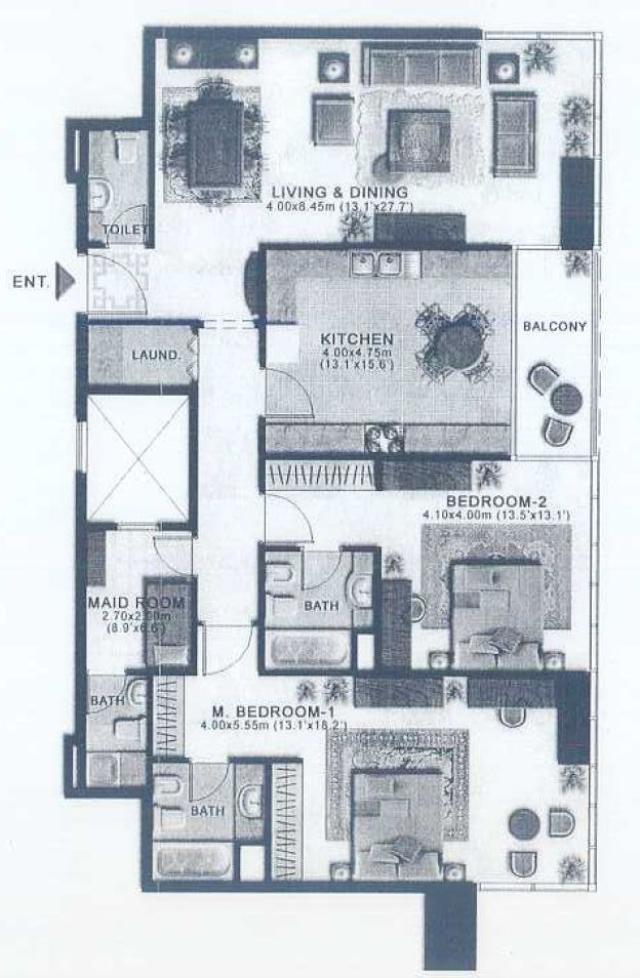 LIVING & DINING
4.00x8.45m (13.1'x27.7')
TOILET
ENT.
BALCONY
KITCHEN
4.00x4.75m
(13.1'x15.6')
LAUND.
BEDROOM-2
4.10x4.00m (13.5'x13.1')
BATH
MAID ROOM
2.70x2.00m
(8.9'x6.6')
BATH
M. BEDROOM-1
4.00x5.55m (13.1'x18.2')
BATH